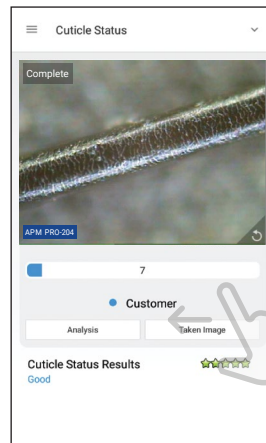 Cuticle Status
Complete
APM PRO-204
7
Customer
Analysis
Taken Image
Cuticle Status Results
Good